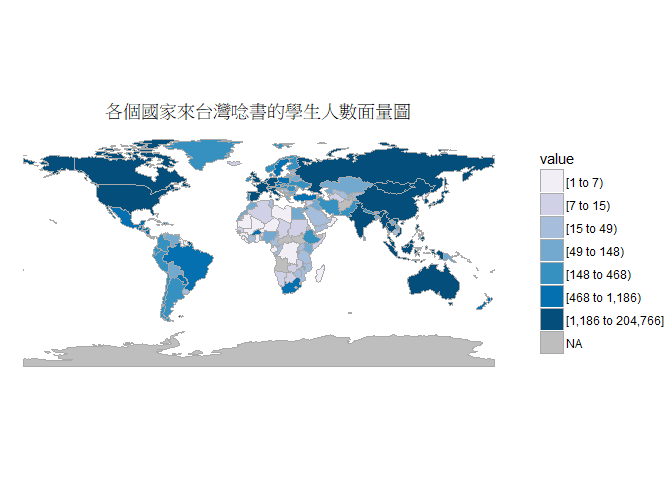 各個國家來台灣唸書的學生人數面量圖
value
[1 to 7)
[7 to 15)
[15 to 49)
[49 to 148)
[148 to 468)
[468 to 1,186)
[1,186 to 204,766]
NA